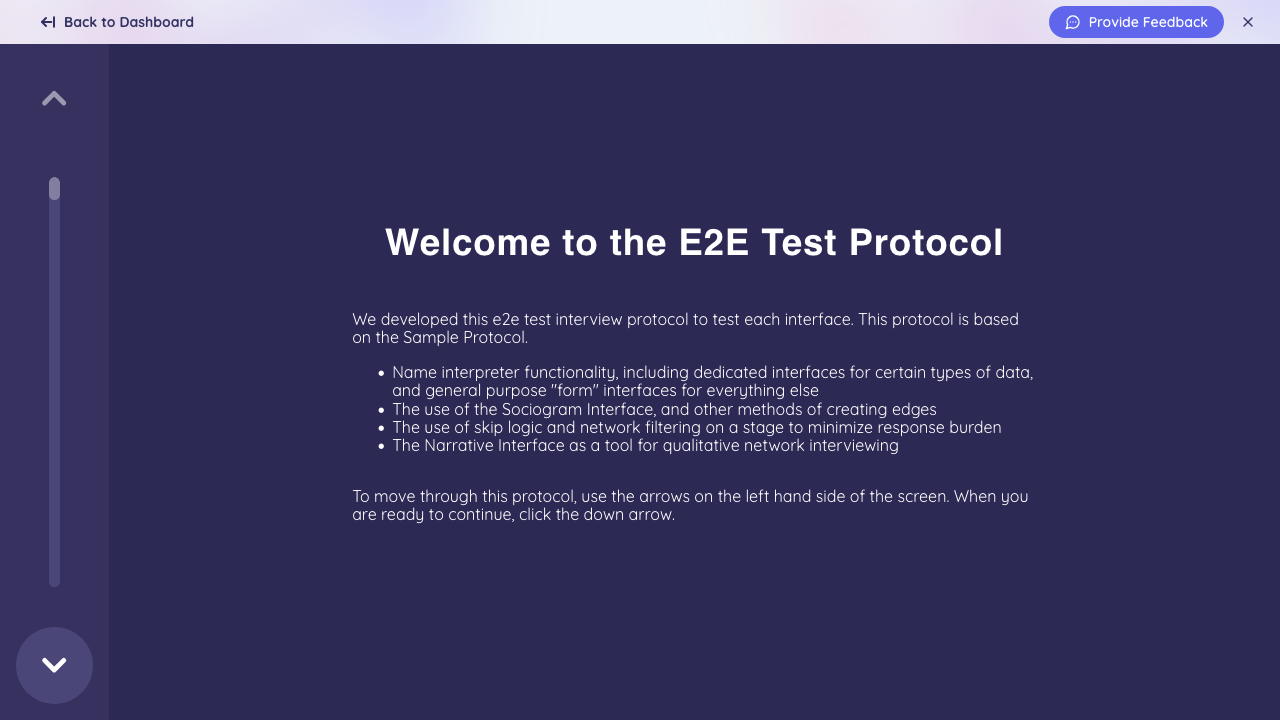 Back to Dashboard
Provide Feedback
Welcome to the E2E Test Protocol
We developed this e2e test interview protocol to test each interface. This protocol is based
on the Sample Protocol.
Name interpreter functionality, including dedicated interfaces for certain types of data,
and general purpose "form" interfaces for everything else
The use of the Sociogram Interface, and other methods of creating edges
The use of skip logic and network filtering on a stage to minimize response burden
The Narrative Interface as a tool for qualitative network interviewing
To move through this protocol, use the arrows on the left hand side of the screen. When you
are ready to continue, click the down arrow.